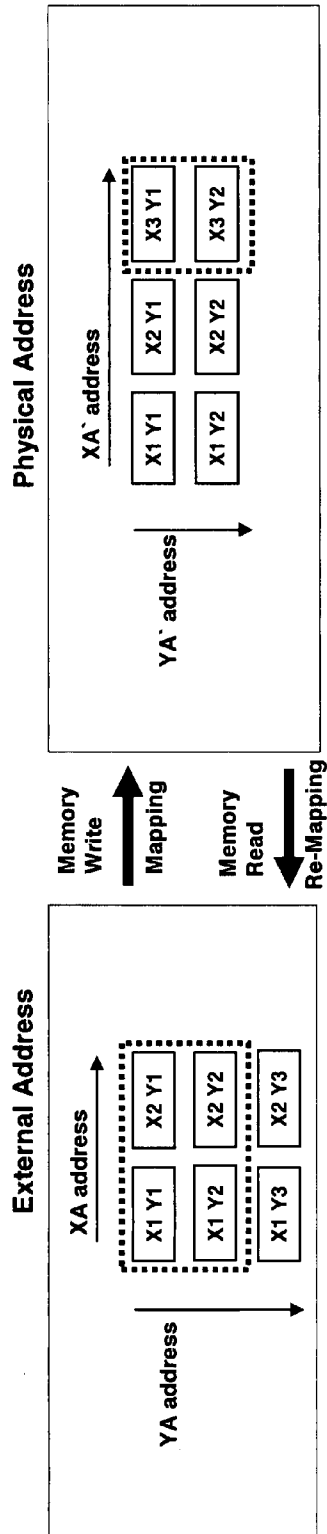 External Address
XA address
YA address
X1 Y1
X2 Y1
X1 Y2
X2 Y2
X1 Y3
X2 Y3
Memory
Write
Mapping
Memory
Read
Re-Mapping
Physical Address
XA` address
YA` address
X1 Y1
X2 Y1
X3 Y1
X1 Y2
X2 Y2
X3 Y2